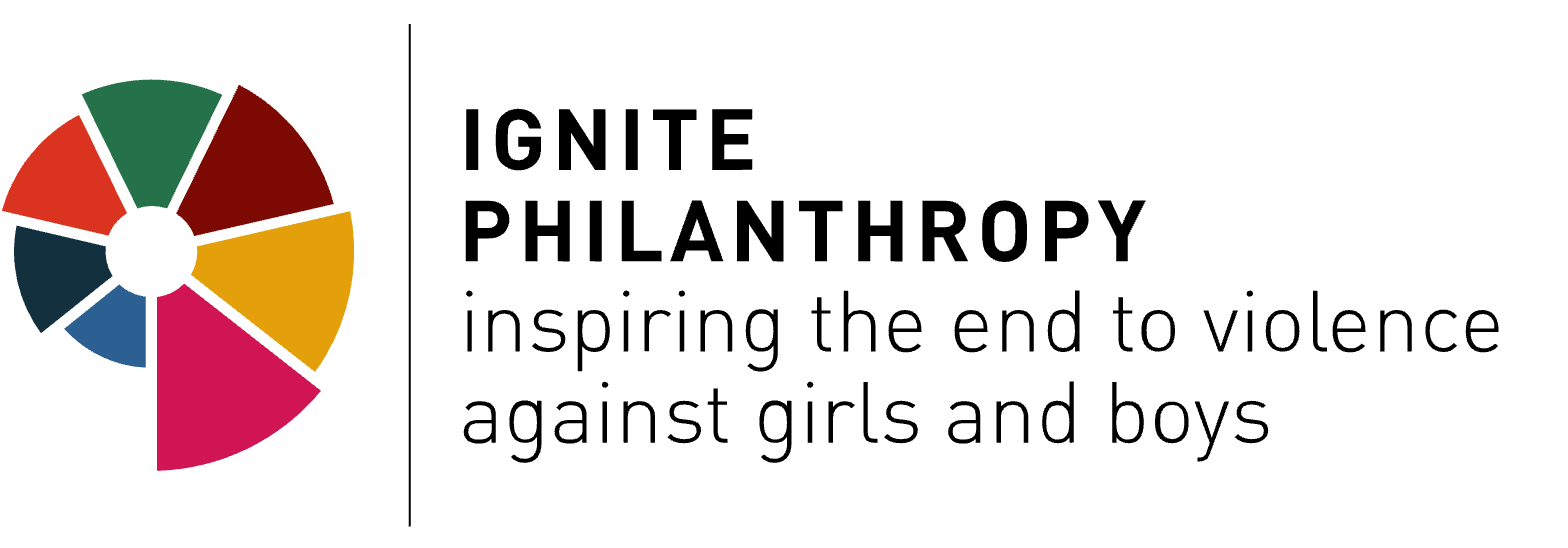 IGNITE
PHILANTHROPY
inspiring the end to violence
against girls and boys